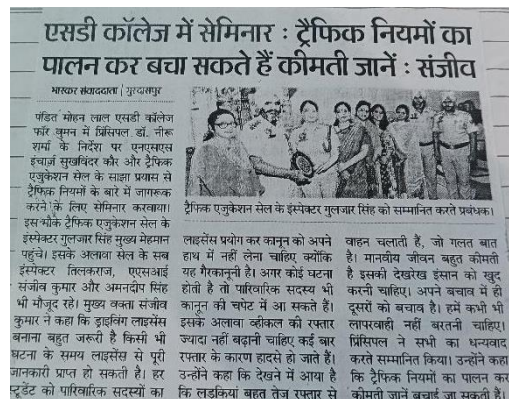 एसडी कॉलेज में सेमिनार : ट्रैफिक नियमों का
पालन कर बचा सकते हैं कीमती जानें : संजीव
भास्कर संवाददाता | गुरदासपुर
पंडित मोहन लाल एसडी कॉलेज
फॉर वुमन में प्रिंसिपल डॉ. नीरू
शर्मा के निर्देश पर एनएसएस
इंचार्ज सुखविंदर कौर और ट्रैफिक
एजुकेशन सेल के साझा प्रयास से
ट्रैफिक नियमों के बारे में जागरूक
करने के लिए सेमिनार करवाया।
इस मौके ट्रैफिक एजुकेशन सेल के
इंस्पेक्टर गुलजार सिंह मुख्य मेहमान
पहुंचे। इसके अलावा सेल के सब
इंस्पेक्टर तिलकराज, एएसआई
संजीव कुमार और अमनदीप सिंह
भी मौजूद रहे। मुख्य वक्ता संजीव
कुमार ने कहा कि ड्राइविंग लाइसेंस
बनाना बहुत जरूरी है किसी भी
घटना के समय लाइसेंस से पूरी
जानकारी प्राप्त हो सकती है। हर
स्टूडेंट को पारिवारिक सदस्यों का
ट्रैफिक एजुकेशन सेल के इंस्पेक्टर गुलजार सिंह को सम्मानित करते प्रबंधक।
लाइसेंस प्रयोग कर कानून को अपने
हाथ में नहीं लेना चाहिए क्योंकि
यह गैरकानूनी है। अगर कोई घटना
होती है तो पारिवारिक सदस्य भी
कानून की चपेट में आ सकते हैं।
इसके अलावा व्हीकल की रफ्तार
ज्यादा नहीं बढ़ानी चाहिए कई बार
रफ्तार के कारण हादसे हो जाते हैं।
उन्होंने कहा कि देखने में आया है
कि लड़कियां बहुत तेज रफ्तार से
वाहन चलाती हैं, जो गलत बात
है। मानवीय जीवन बहुत कीमती
है इसकी देखरेख इंसान को खुद
करनी चाहिए। अपने बचाव में ही
दूसरों को बचाव है। हमें कभी भी
लापरवाही नहीं बरतनी चाहिए।
प्रिंसिपल ने सभी का धन्यवाद
करते सम्मानित किया। उन्होंने कहा
कि ट्रैफिक नियमों का पालन कर
कीमती जानें बचाई जा सकती हैं।